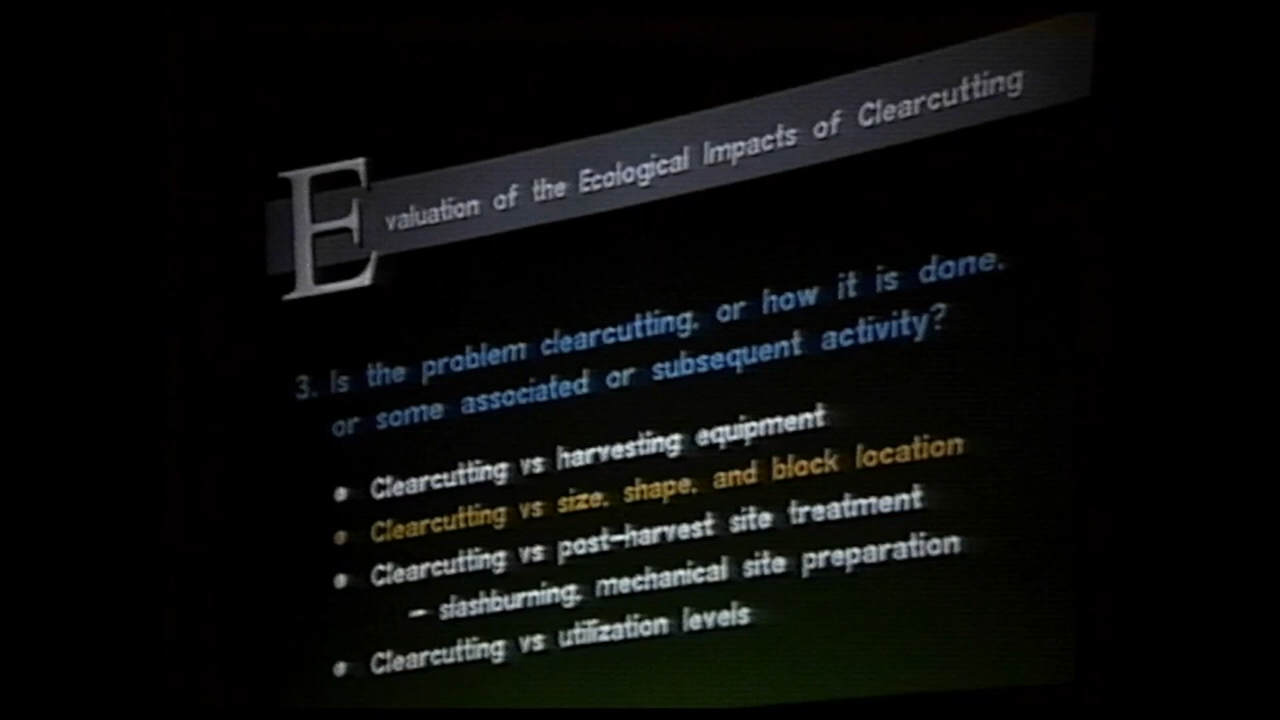 Evaluation of the Ecological Impacts of Clearcutting
3. Is the problem clearcutting, or how it is done,
or some associated or subsequent activity?
• Clearcutting vs harvesting equipment
• Clearcutting vs size, shape, and block location
• Clearcutting vs post-harvest site treatment
– slashburning, mechanical site preparation
• Clearcutting vs utilization levels